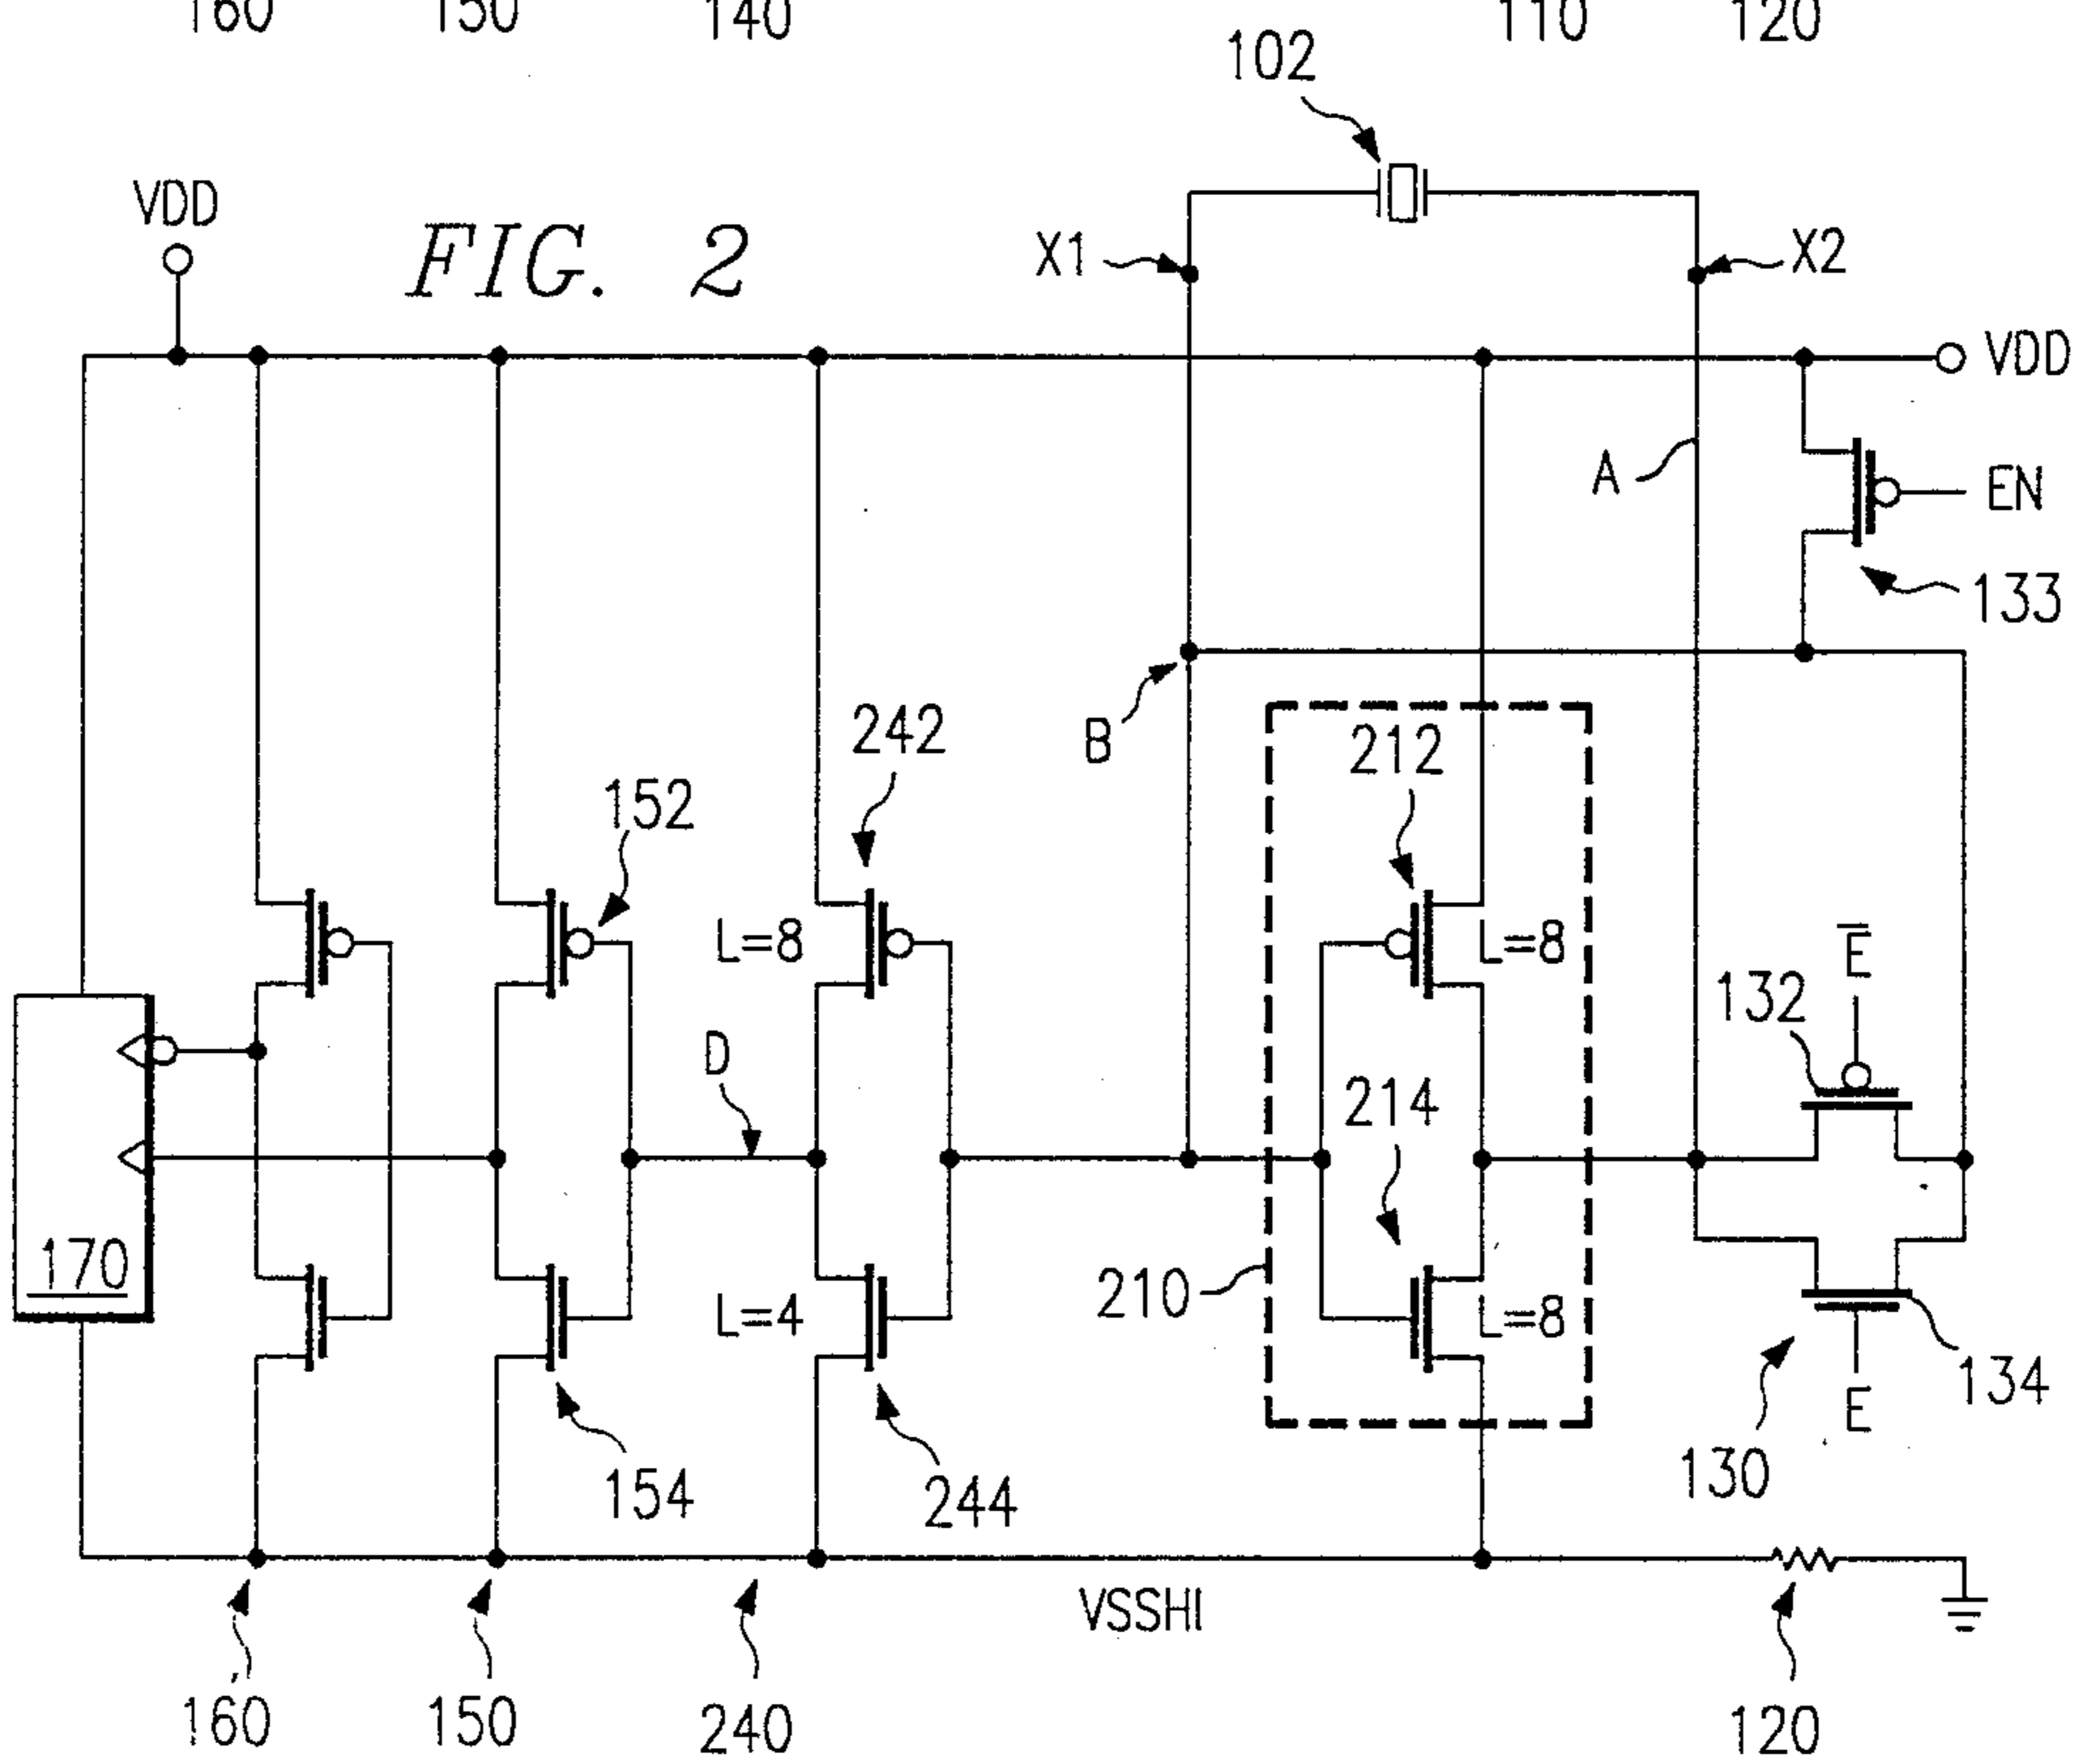 160 150 140 110 120
102
VDD
FIG. 2
X1
X2
VDD
A
EN
133
B
242
212
152
L=8
L=8
E̅
132
D
214
170
210
L=4
L=8
134
E
130
154
244
VSSHI
160 150 240 120